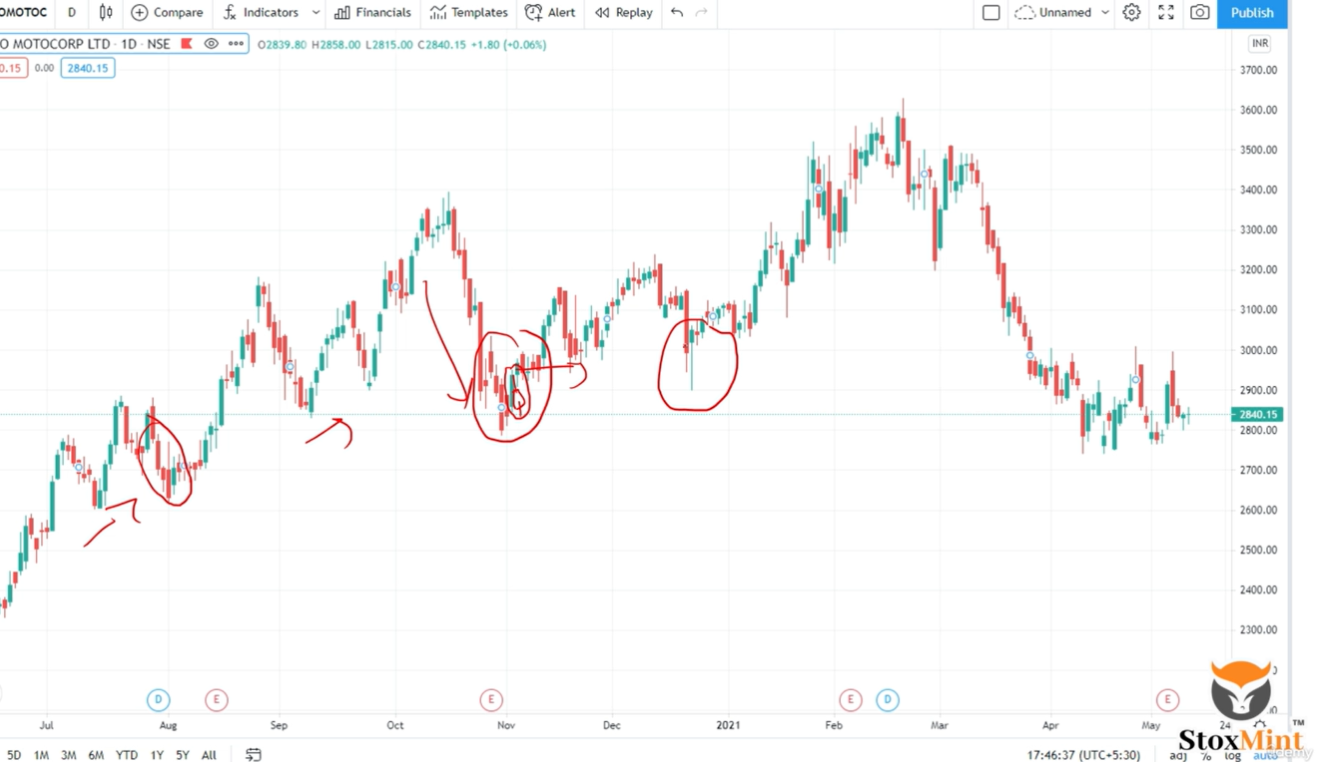 OMOTOC D Compare Indicators Financials Templates Alert Replay Unnamed Publish
O MOTOCORP LTD · 1D · NSE O2839.80 H2858.00 L2815.00 C2840.15 +1.80 (+0.06%) INR
0.15 0.00 2840.15
3700.00
3600.00
3500.00
3400.00
3300.00
3200.00
3100.00
3000.00
2900.00
2840.15
2800.00
2700.00
2600.00
2500.00
2400.00
2300.00
D E E E D E
Jul Aug Sep Oct Nov Dec 2021 Feb Mar Apr May 24
StoxMint™
5D 1M 3M 6M YTD 1Y 5Y All 17:46:37 (UTC+5:30) adj % log auto
Udemy